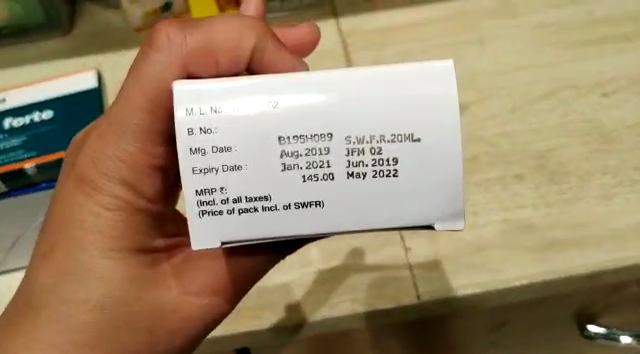 forte
M. L. No
B. No.:
B195H089 S.W.F.R.20ML.
Mfg. Date : Aug. 2019 JFM 02
Expiry Date : Jan. 2021 Jun. 2019
MRP ₹: 145.00 May 2022
(Incl. of all taxes)
(Price of pack Incl. of SWFR)